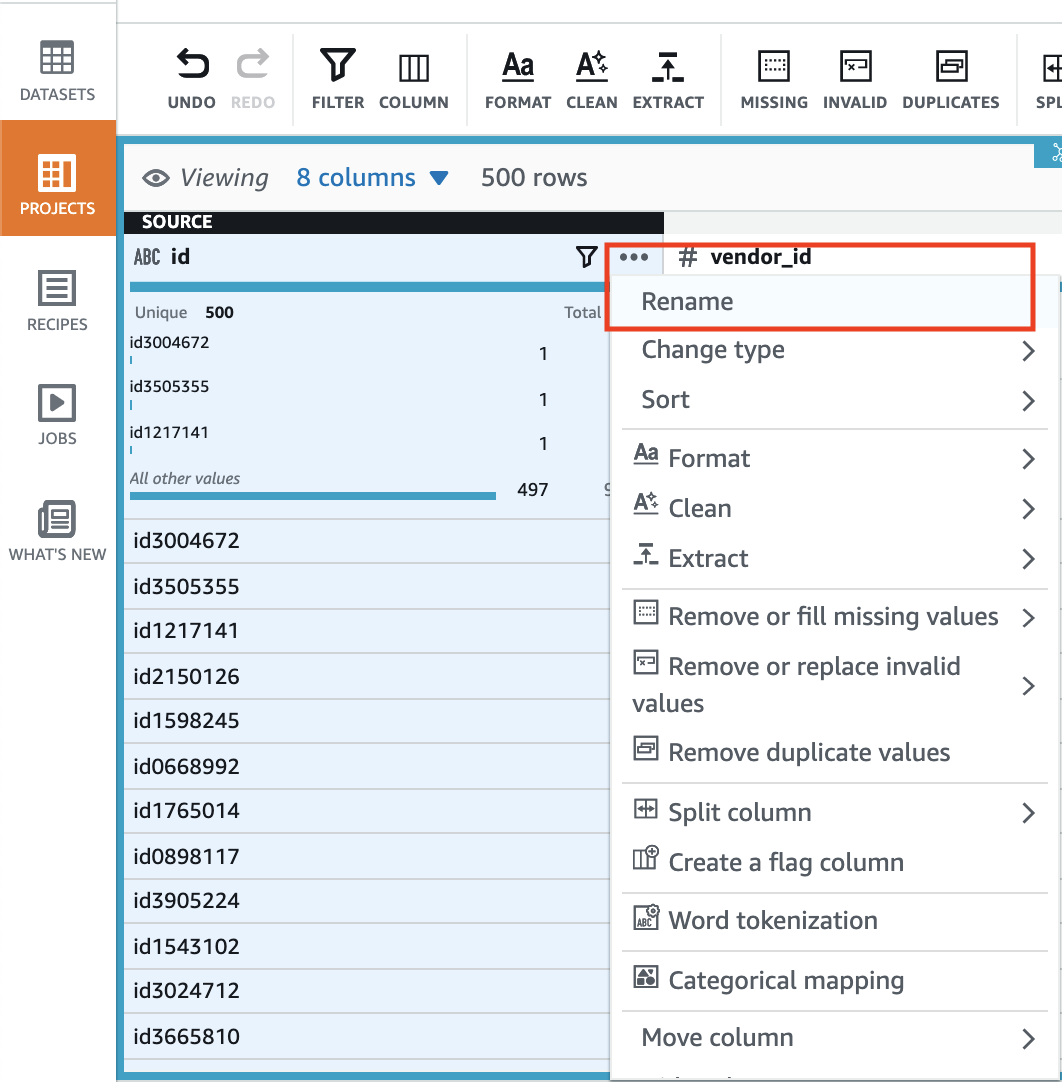 DATASETS
PROJECTS
RECIPES
JOBS
WHAT'S NEW
UNDO REDO FILTER COLUMN FORMAT CLEAN EXTRACT MISSING INVALID DUPLICATES SPL
Viewing 8 columns 500 rows
SOURCE
ABC id ••• # vendor_id
Unique 500 Total
id3004672
1
id3505355
1
id1217141
1
All other values
497
id3004672
id3505355
id1217141
id2150126
id1598245
id0668992
id1765014
id0898117
id3905224
id1543102
id3024712
id3665810
Rename
Change type
Sort
Aa Format
Clean
Extract
Remove or fill missing values
Remove or replace invalid
values
Remove duplicate values
Split column
Create a flag column
Word tokenization
Categorical mapping
Move column